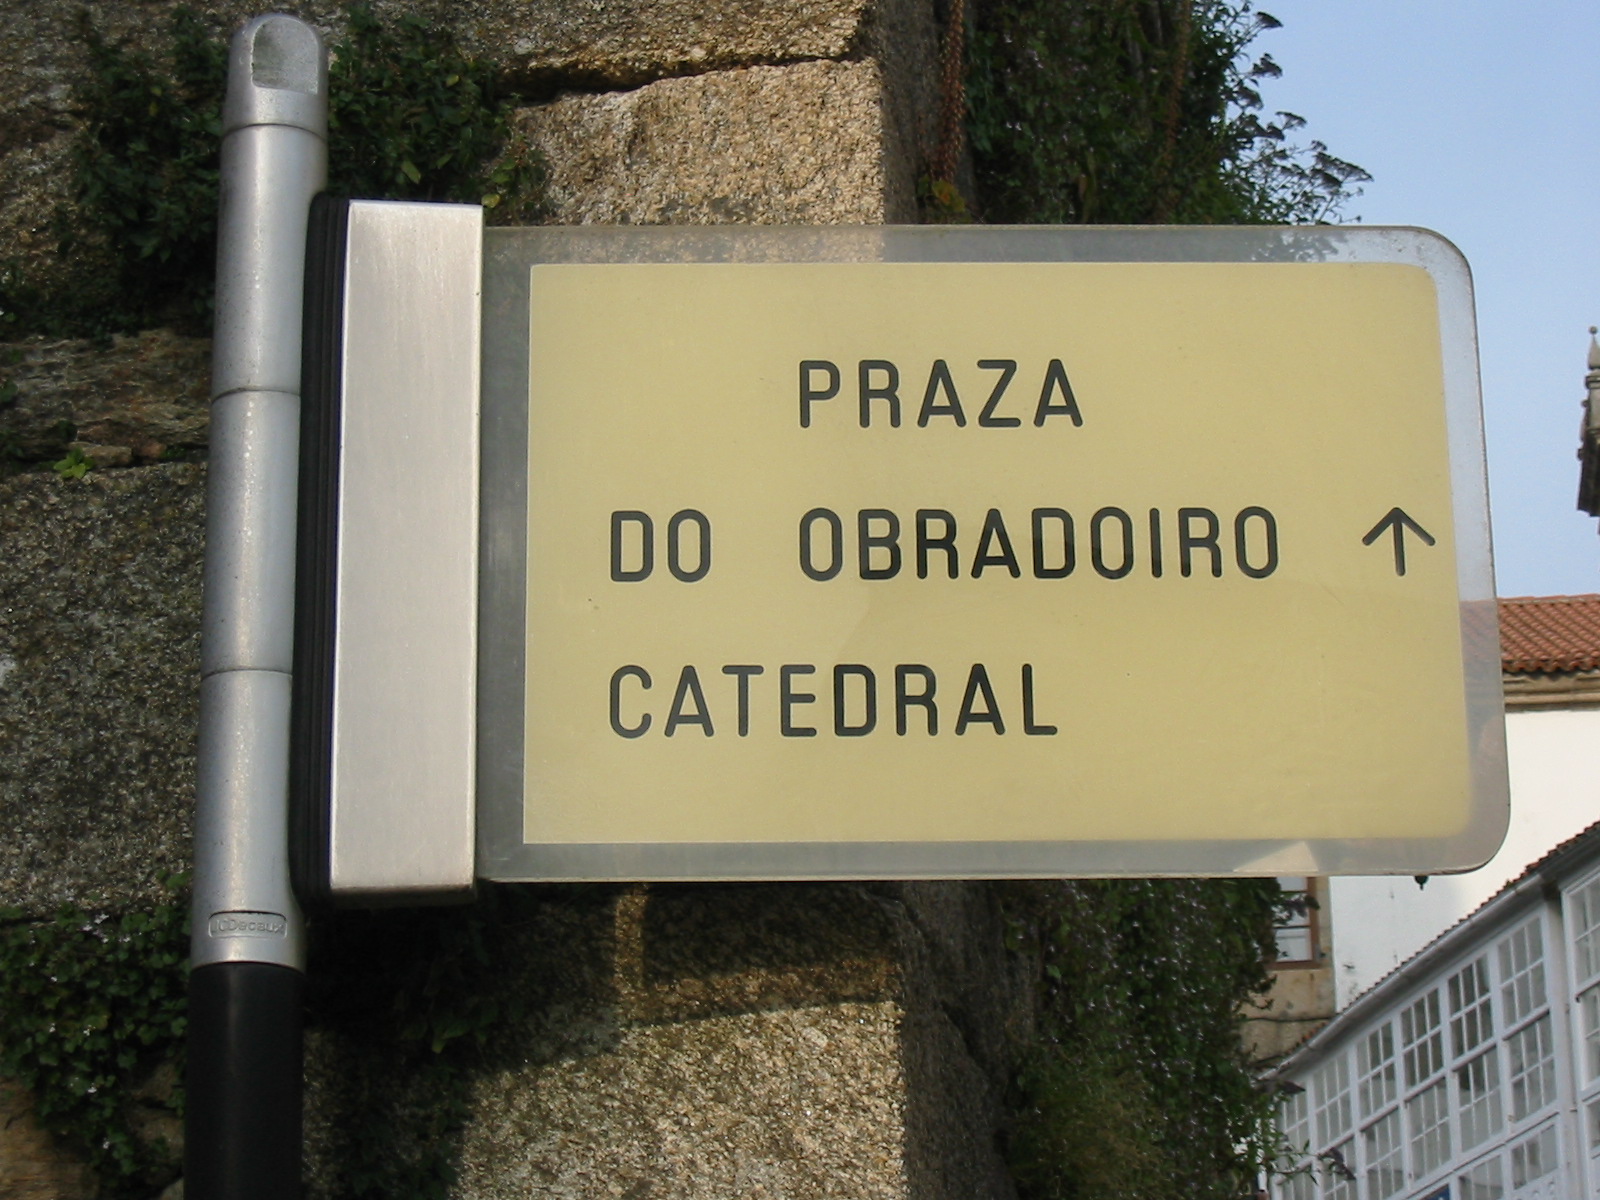 PRAZA
DO OBRADOIRO ↑
CATEDRAL
JCDecaux